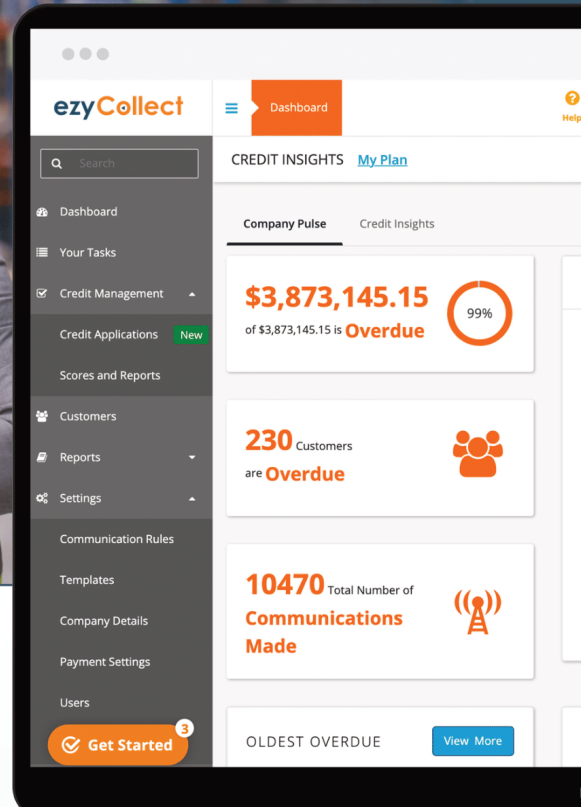 ezyCollect
Dashboard
Help
Search
CREDIT INSIGHTS My Plan
Dashboard
Your Tasks
Credit Management
Credit Applications New
Scores and Reports
Customers
Reports
Settings
Communication Rules
Templates
Company Details
Payment Settings
Users
Get Started 3
Company Pulse Credit Insights
$3,873,145.15
of $3,873,145.15 is Overdue
99%
230 Customers
are Overdue
10470 Total Number of
Communications
Made
OLDEST OVERDUE View More